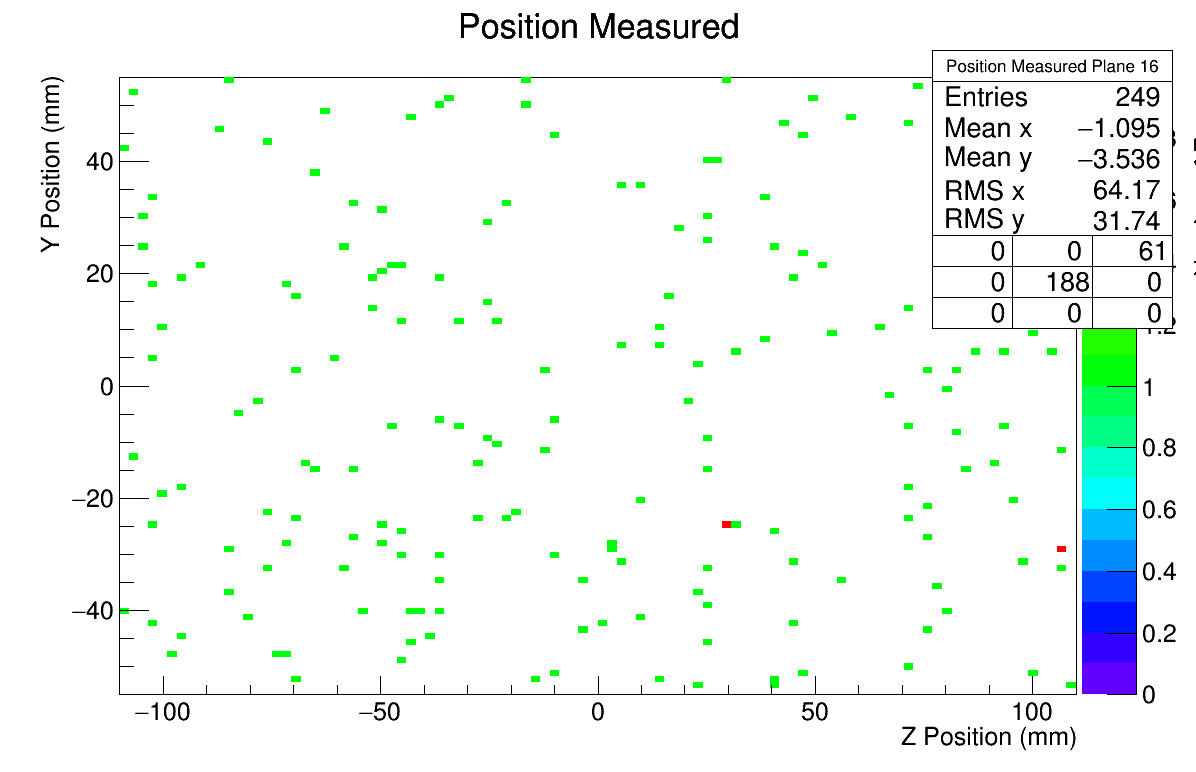 Position Measured
Position Measured Plane 16
Entries 249
Mean x −1.095
Mean y −3.536
RMS x 64.17
RMS y 31.74
0 0 61
0 188 0
0 0 0
Y Position (mm)
40
20
0
−20
−40
1
0.8
0.6
0.4
0.2
0
−100 −50 0 50 100
Z Position (mm)